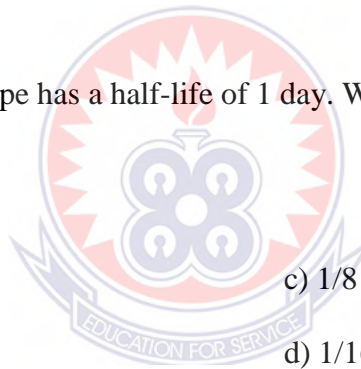 pe has a half-life of 1 day. W
c) 1/8
EDUCATION FOR SERVICE
d) 1/1